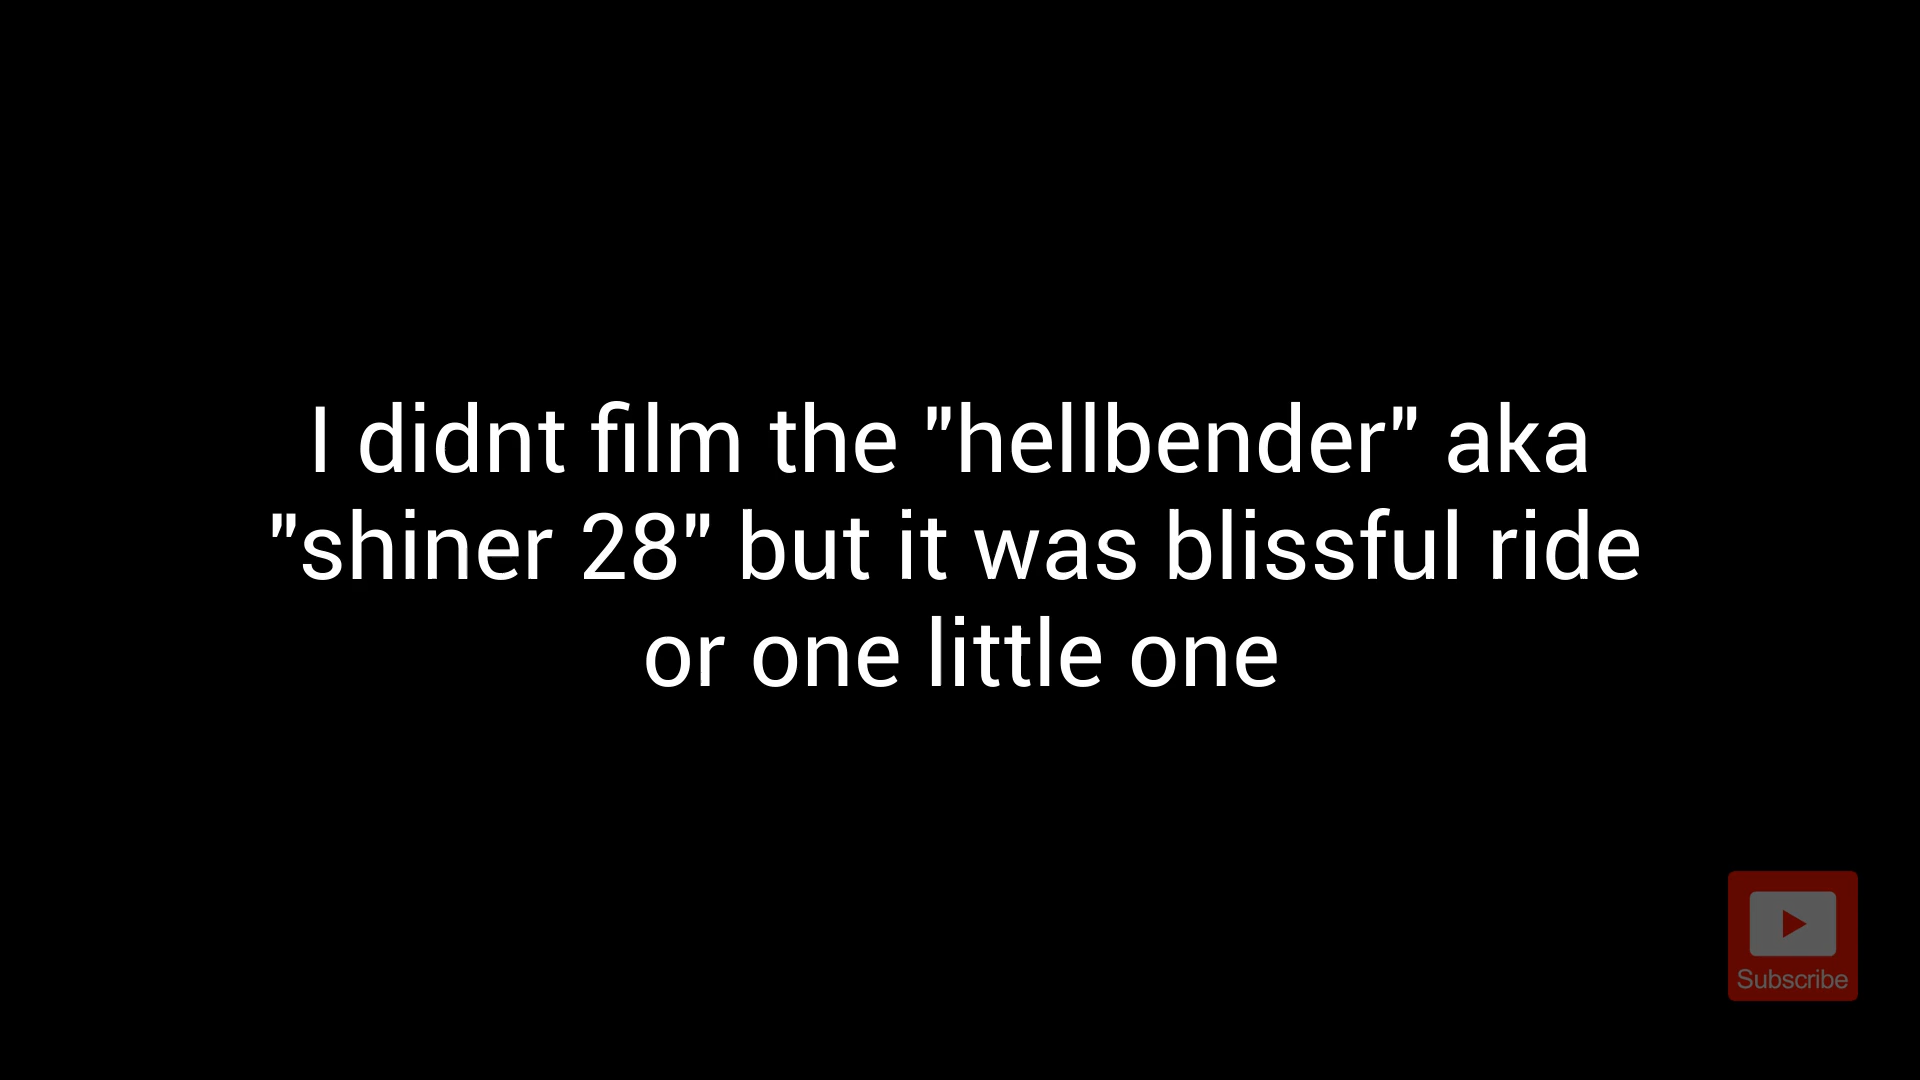 I didnt film the "hellbender" aka
"shiner 28" but it was blissful ride
or one little one
Subscribe